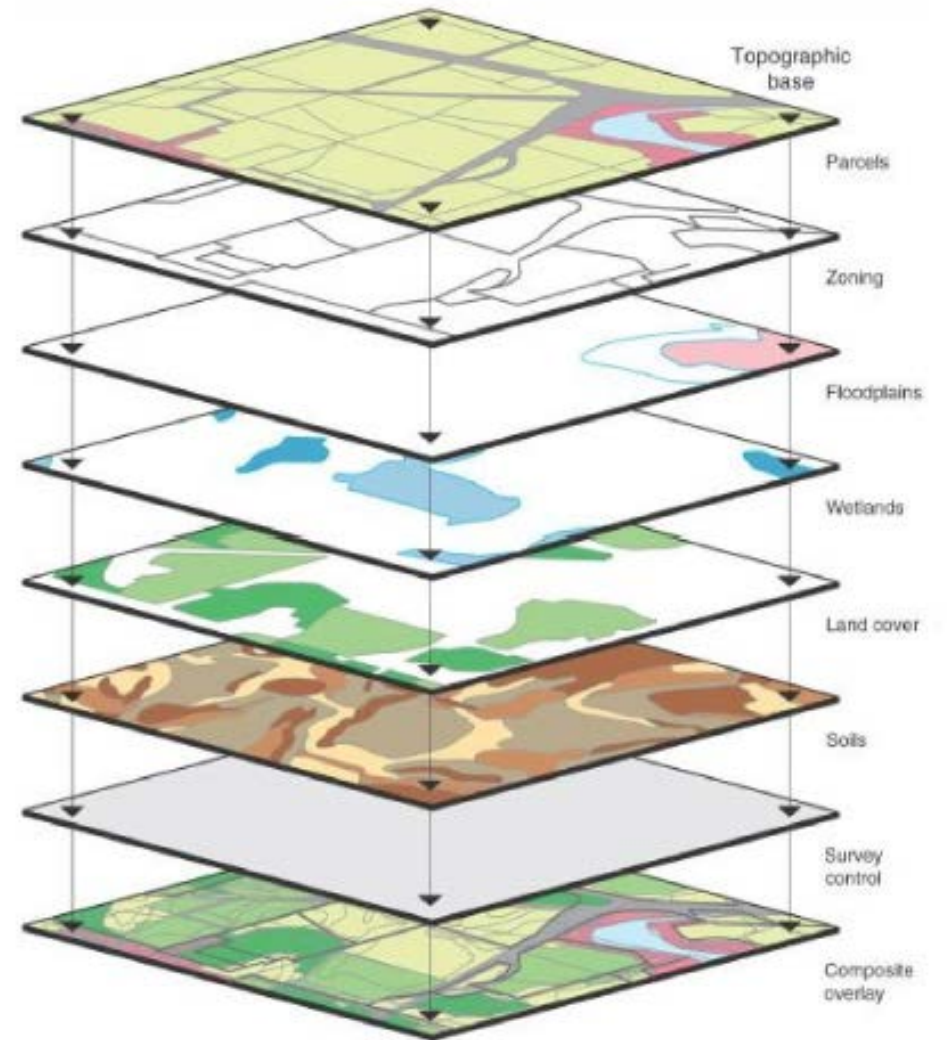 Topographic
base
Parcels
Zoning
Floodplains
Wetlands
Land cover
Soils
Survey
control
Composite
overlay